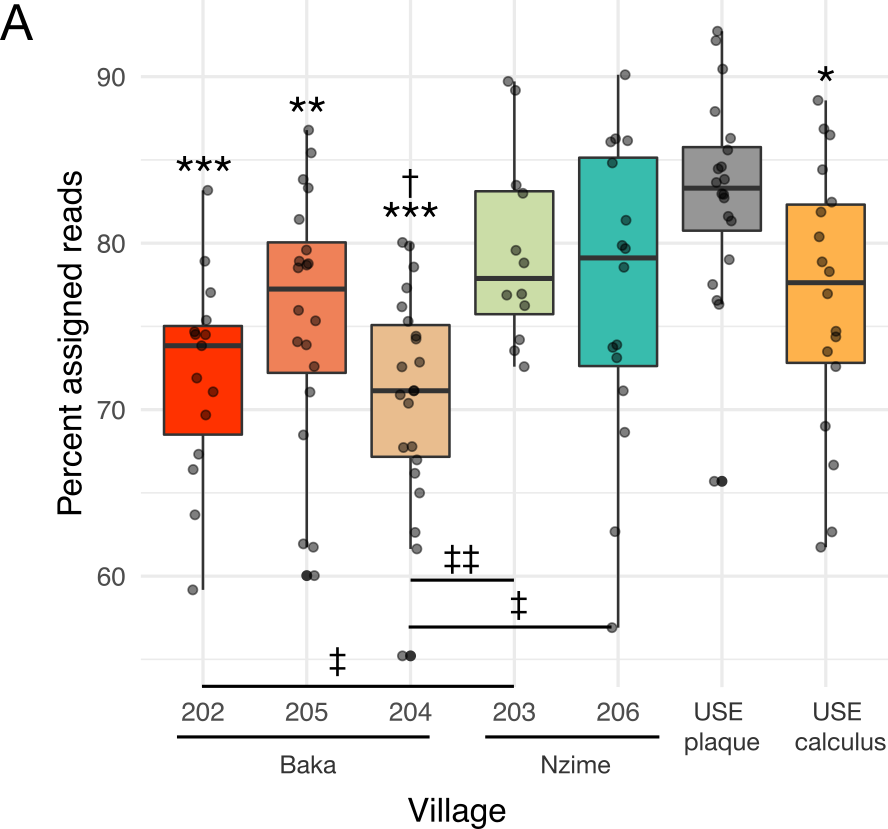 A
90
80
70
60
Percent assigned reads
***
**
†
***
*
‡‡
‡
‡
202 205 204 203 206 USE plaque USE calculus
Baka Nzime
Village